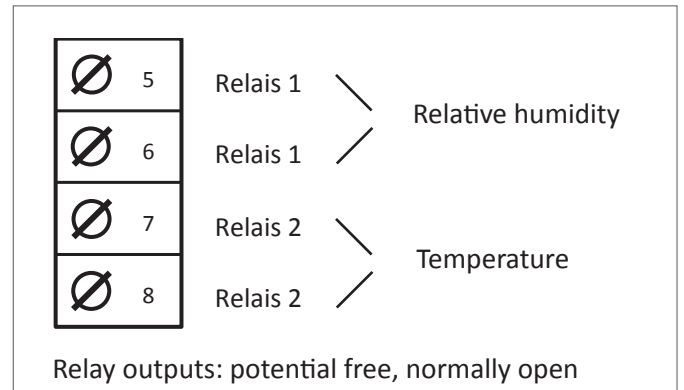 5 Relais 1
Relative humidity
6 Relais 1
7 Relais 2
Temperature
8 Relais 2
Relay outputs: potential free, normally open